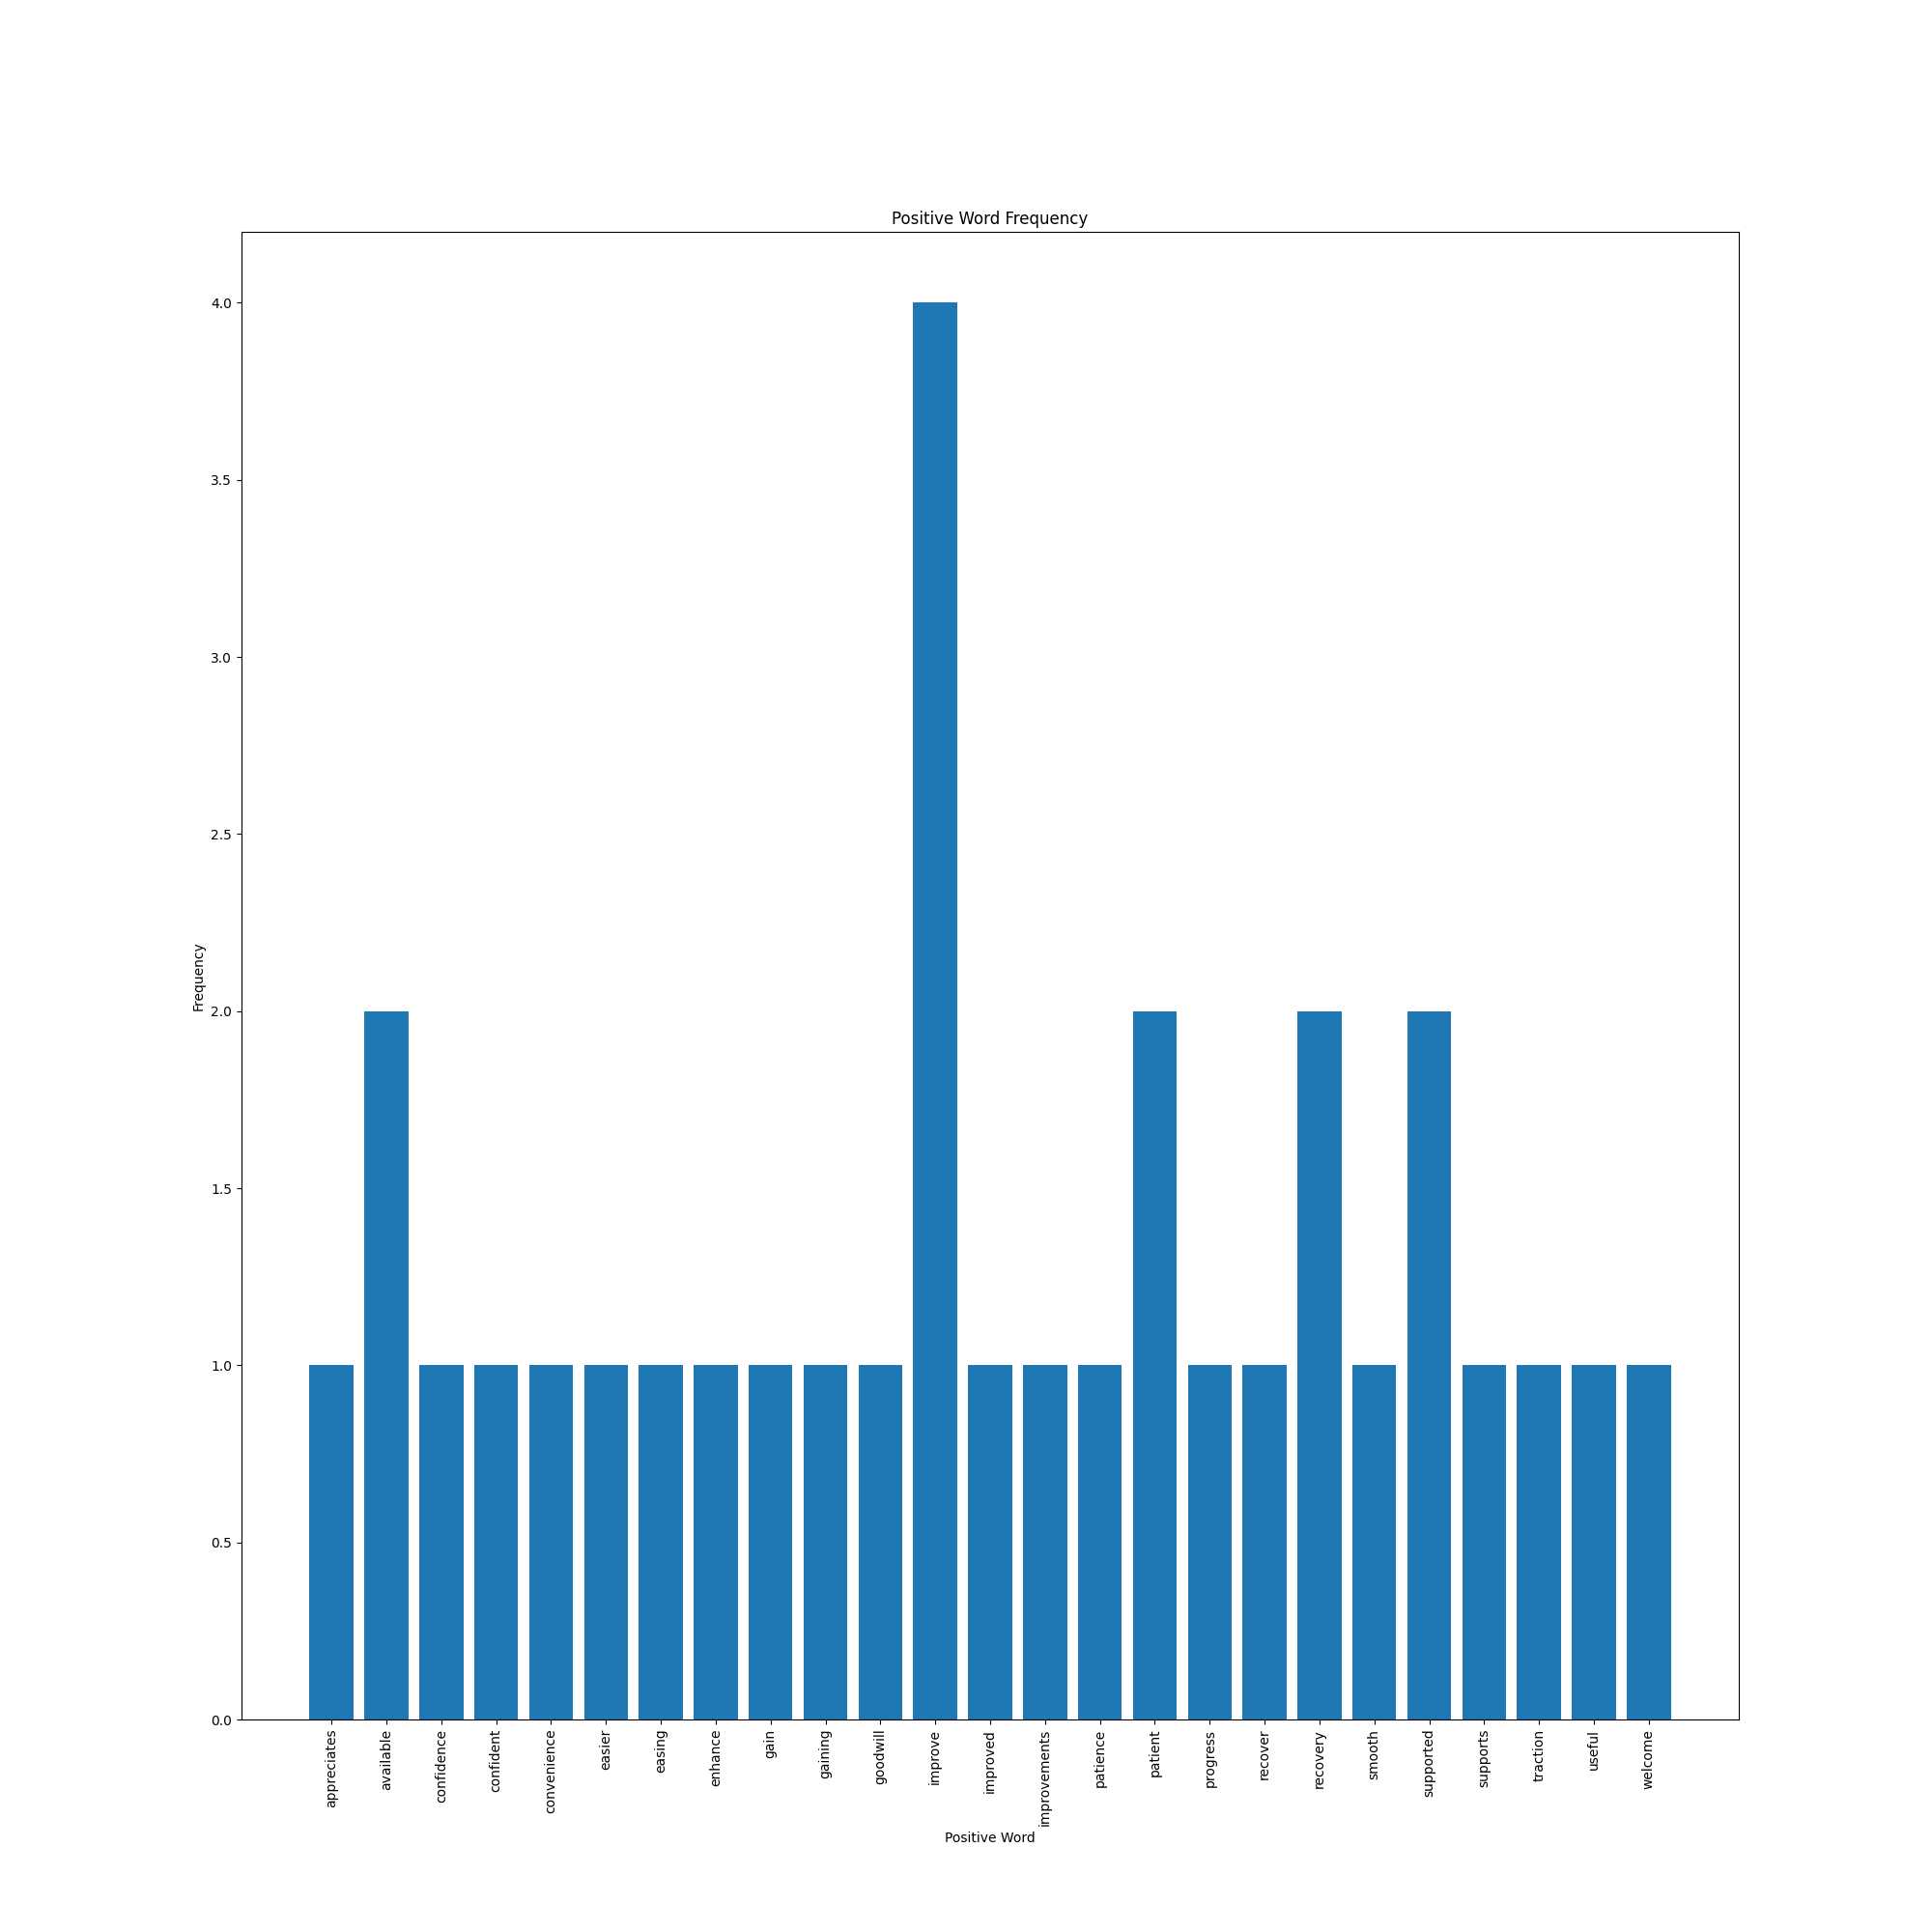 Positive Word Frequency
4.0
3.5
3.0
2.5
2.0
1.5
1.0
0.5
0.0
Frequency
appreciates
available
confidence
confident
convenience
easier
easing
enhance
gain
gaining
goodwill
improve
improved
improvements
patience
patient
progress
recover
recovery
smooth
supported
supports
traction
useful
welcome
Positive Word